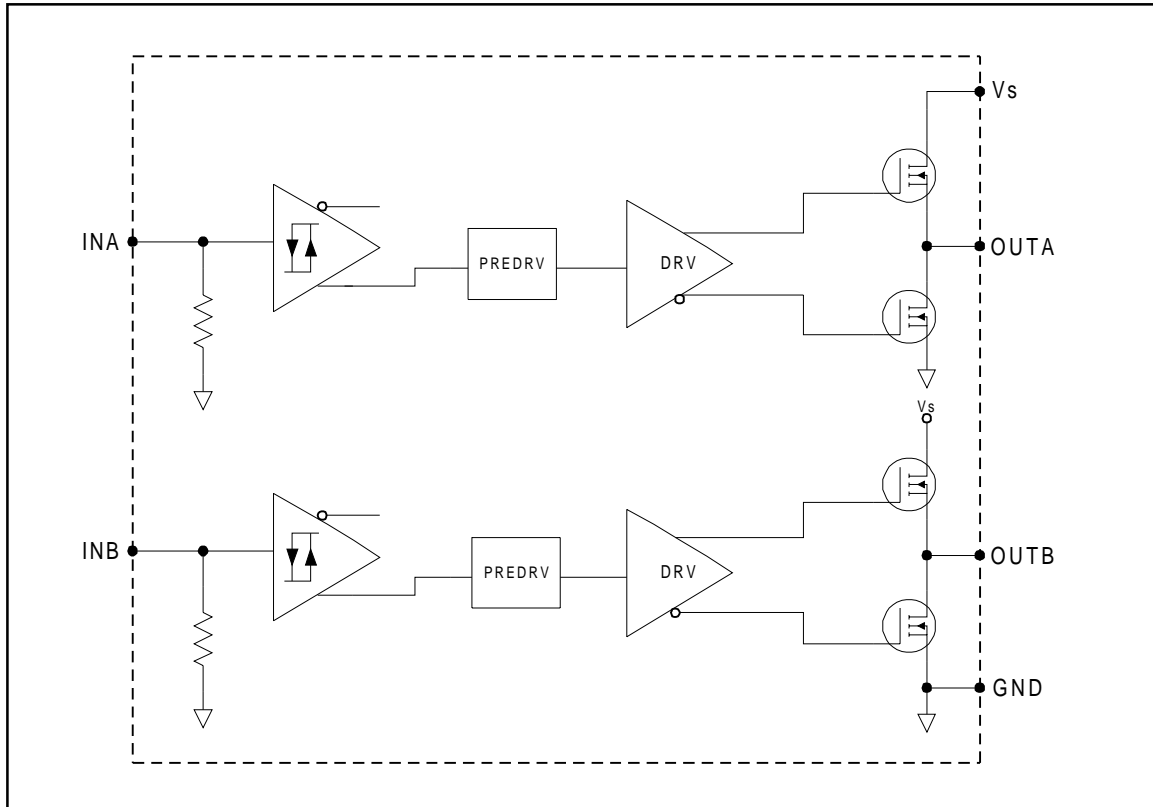 Vs
INA
PREDRV
DRV
OUTA
Vs
INB
PREDRV
DRV
OUTB
GND